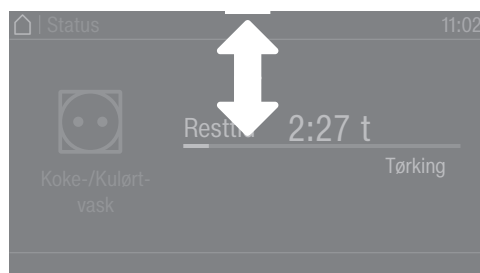 | Status 11:02
Resttid 2:27 t
Tørking
Koke-/Kulørt-
vask